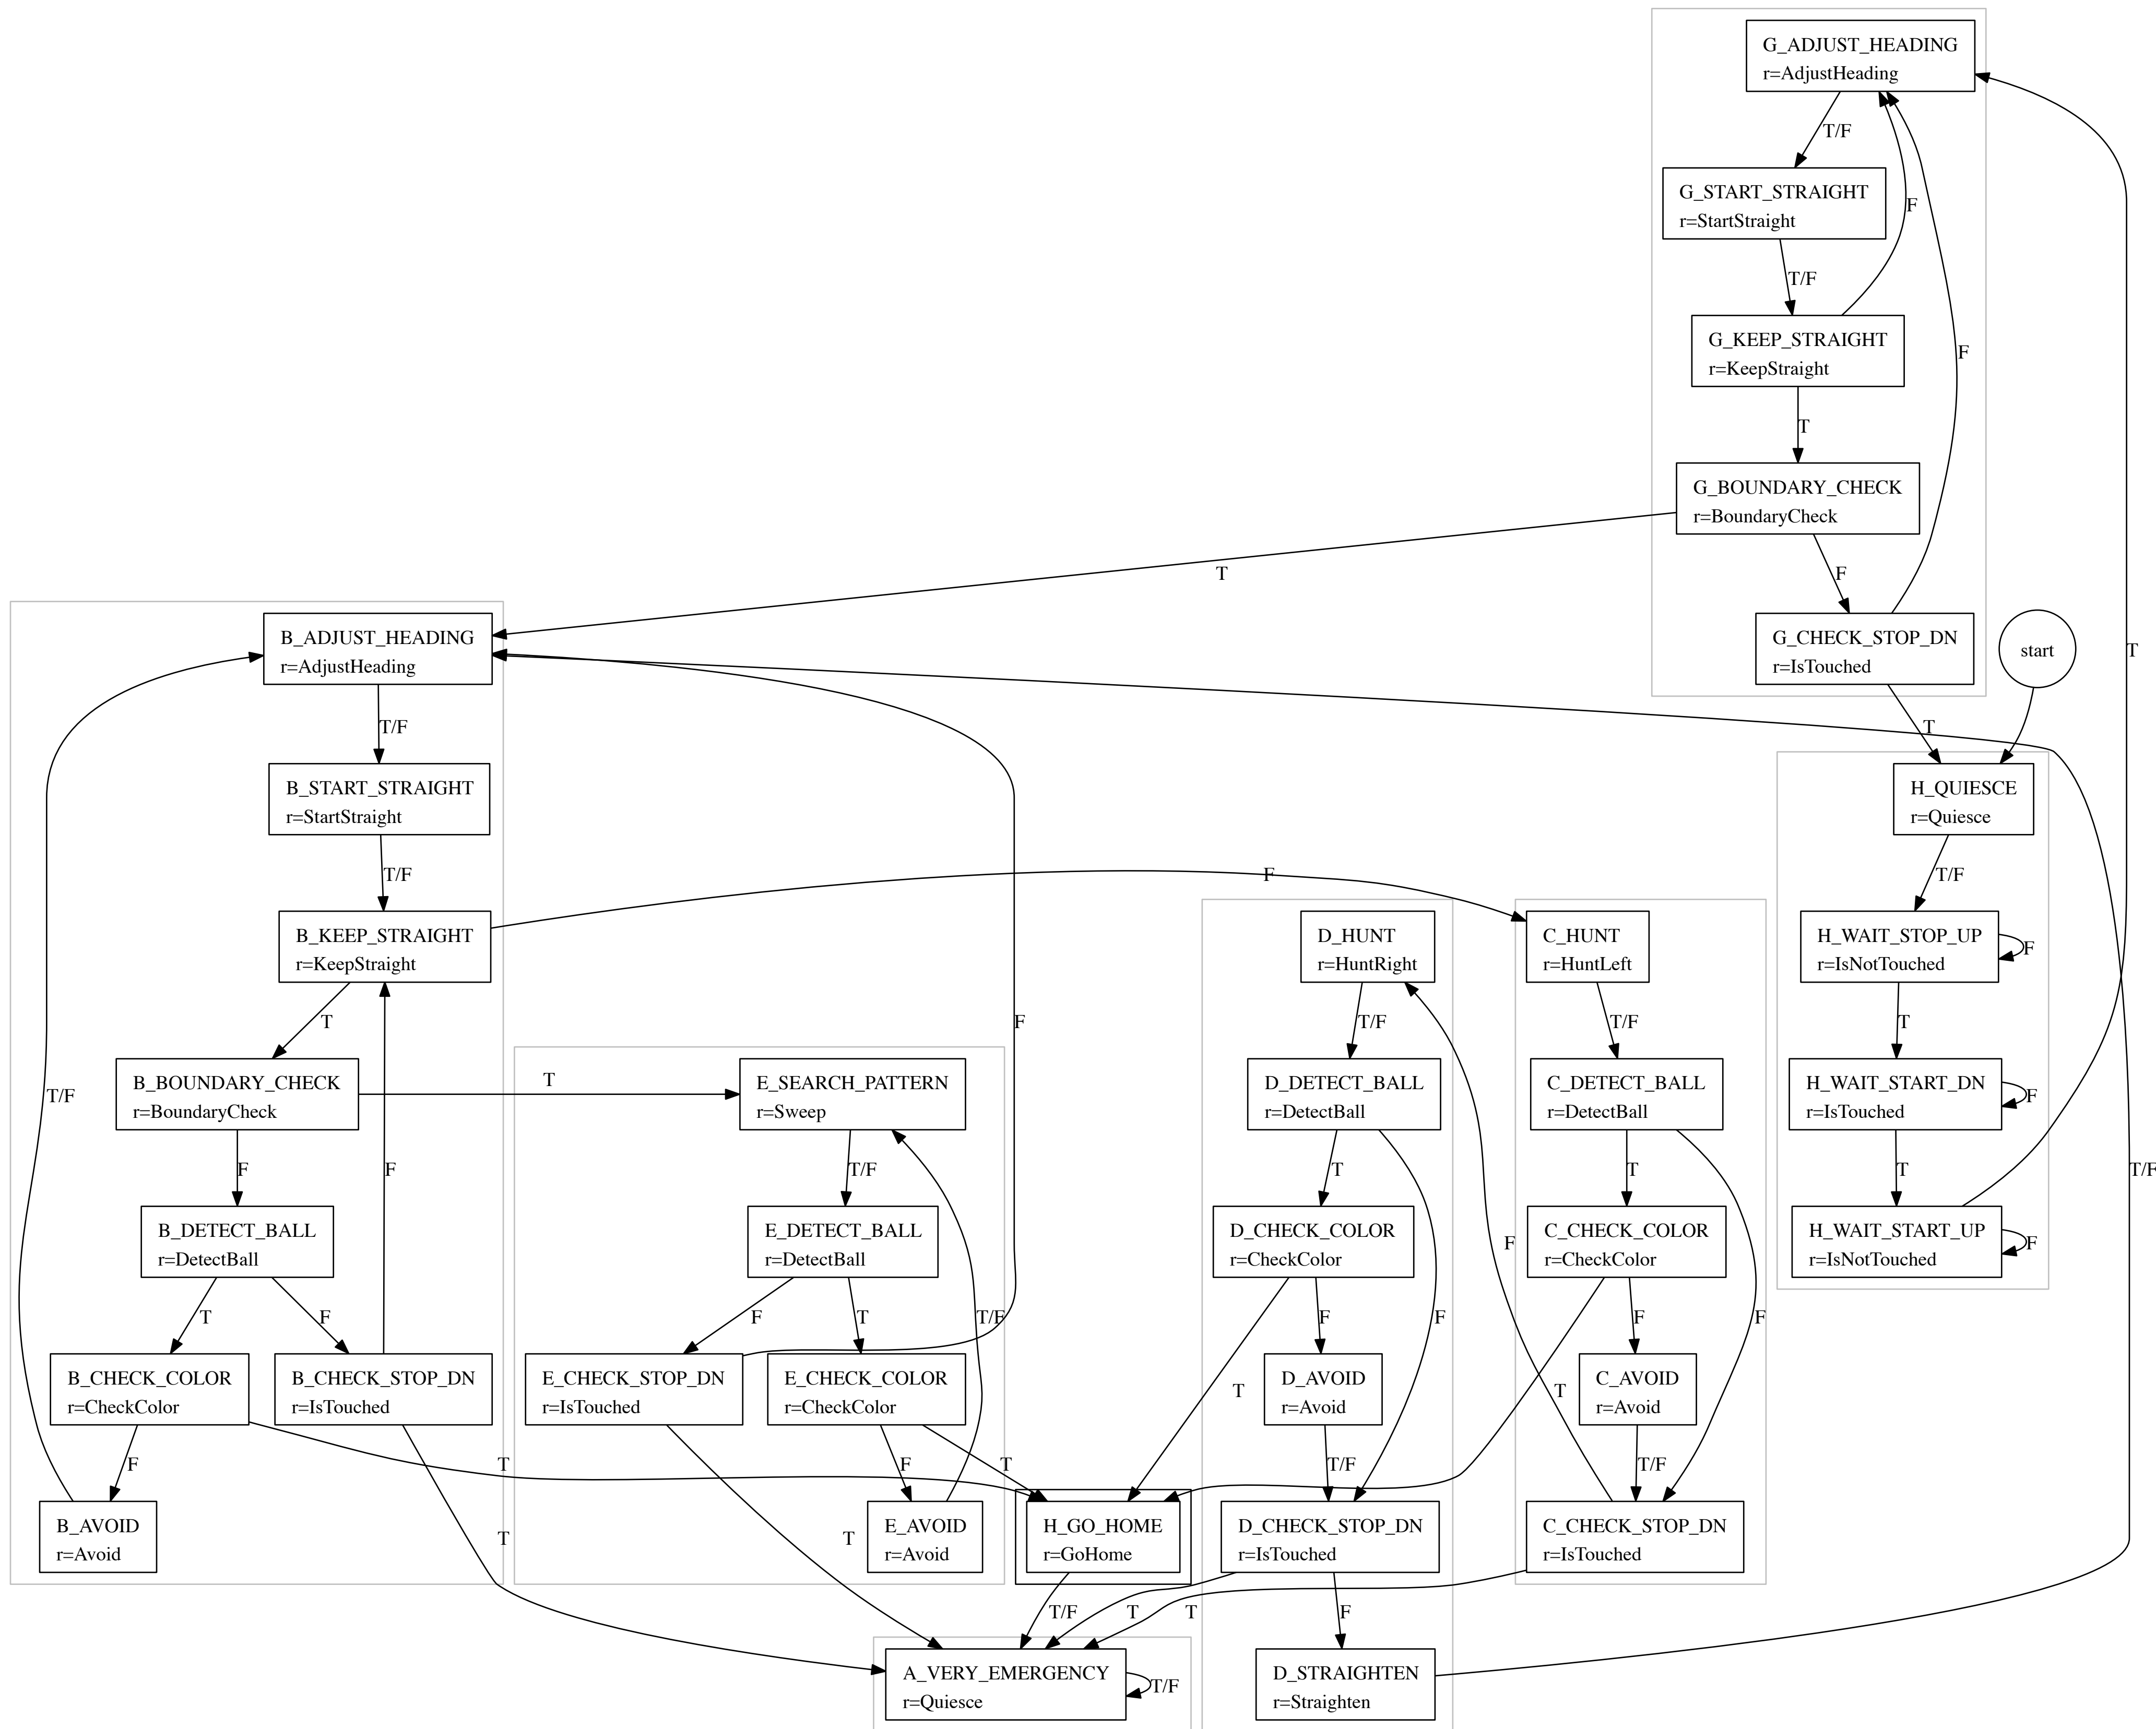 G_ADJUST_HEADING
r=AdjustHeading
T/F
G_START_STRAIGHT
r=StartStraight
F
T/F
G_KEEP_STRAIGHT
r=KeepStraight
F
T
G_BOUNDARY_CHECK
r=BoundaryCheck
T
F
B_ADJUST_HEADING
r=AdjustHeading
G_CHECK_STOP_DN
r=IsTouched
start
T
T/F
T
B_START_STRAIGHT
r=StartStraight
H_QUIESCE
r=Quiesce
T/F
F
T/F
B_KEEP_STRAIGHT
r=KeepStraight
D_HUNT
r=HuntRight
C_HUNT
r=HuntLeft
H_WAIT_STOP_UP
r=IsNotTouched
F
T
F
T/F
T/F
T
B_BOUNDARY_CHECK
r=BoundaryCheck
T
E_SEARCH_PATTERN
r=Sweep
D_DETECT_BALL
r=DetectBall
C_DETECT_BALL
r=DetectBall
H_WAIT_START_DN
r=IsTouched
F
T/F
F
F
T/F
T
T
T
T/F
B_DETECT_BALL
r=DetectBall
E_DETECT_BALL
r=DetectBall
D_CHECK_COLOR
r=CheckColor
C_CHECK_COLOR
r=CheckColor
H_WAIT_START_UP
r=IsNotTouched
F
F
T
F
F
T
T/F
F
F
F
F
B_CHECK_COLOR
r=CheckColor
B_CHECK_STOP_DN
r=IsTouched
E_CHECK_STOP_DN
r=IsTouched
E_CHECK_COLOR
r=CheckColor
T
D_AVOID
r=Avoid
T
C_AVOID
r=Avoid
F
T
F
T
T/F
T/F
B_AVOID
r=Avoid
T
T
E_AVOID
r=Avoid
H_GO_HOME
r=GoHome
D_CHECK_STOP_DN
r=IsTouched
C_CHECK_STOP_DN
r=IsTouched
T/F
T
T
F
A_VERY_EMERGENCY
r=Quiesce
T/F
D_STRAIGHTEN
r=Straighten